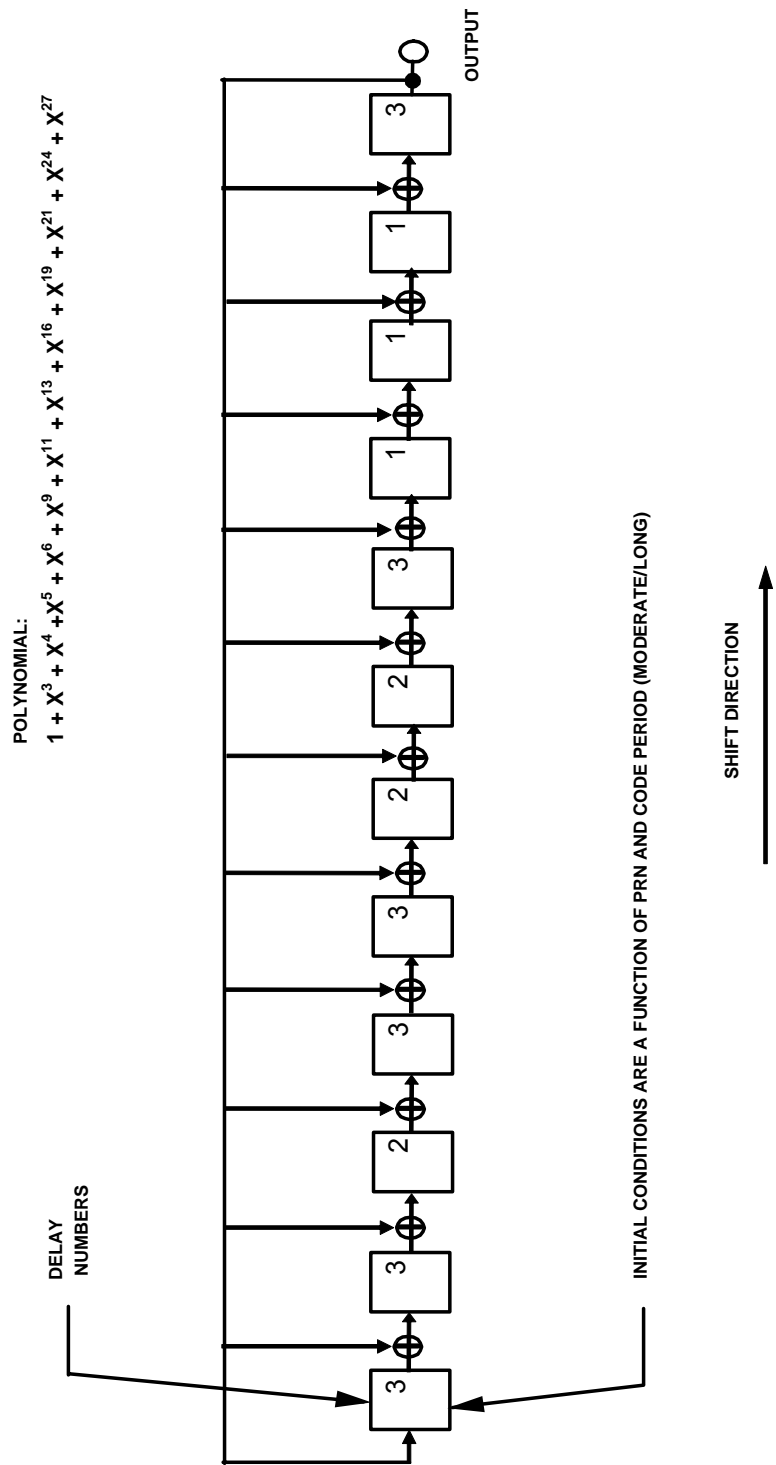 POLYNOMIAL:
1 + X³ + X⁴ +X⁵ + X⁶ + X⁹ + X¹¹ + X¹³ + X¹⁶ + X¹⁹ + X²¹ + X²⁴ + X²⁷
DELAY
NUMBERS
3
3
2
3
3
2
2
3
1
1
1
3
OUTPUT
INITIAL CONDITIONS ARE A FUNCTION OF PRN AND CODE PERIOD (MODERATE/LONG)
SHIFT DIRECTION